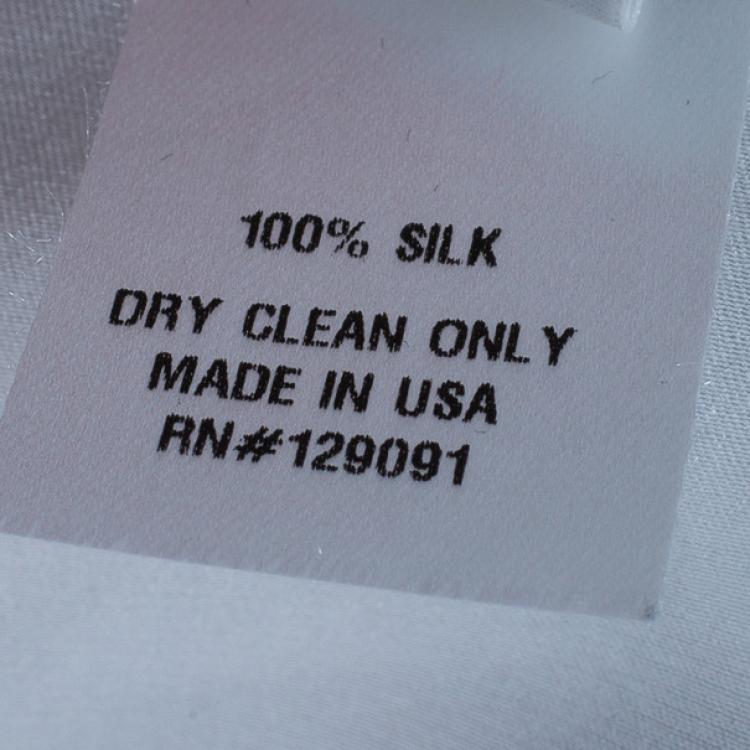 100% SILK
DRY CLEAN ONLY
MADE IN USA
RN#129091